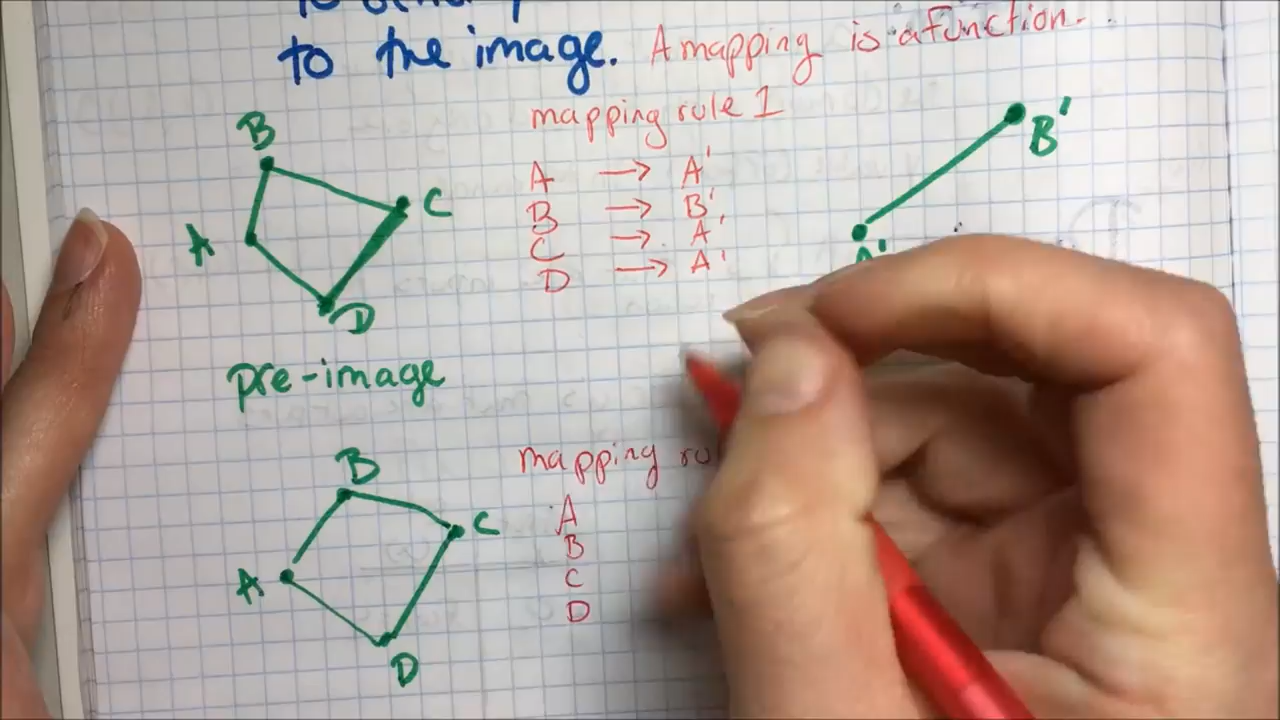 to the image. A mapping is a function.
mapping rule 1
B
B'
A → A'
C
B → B'
A
C → A'
A'
D → A'
D
pre-image
mapping
B
A
C
B
A
C
D
D